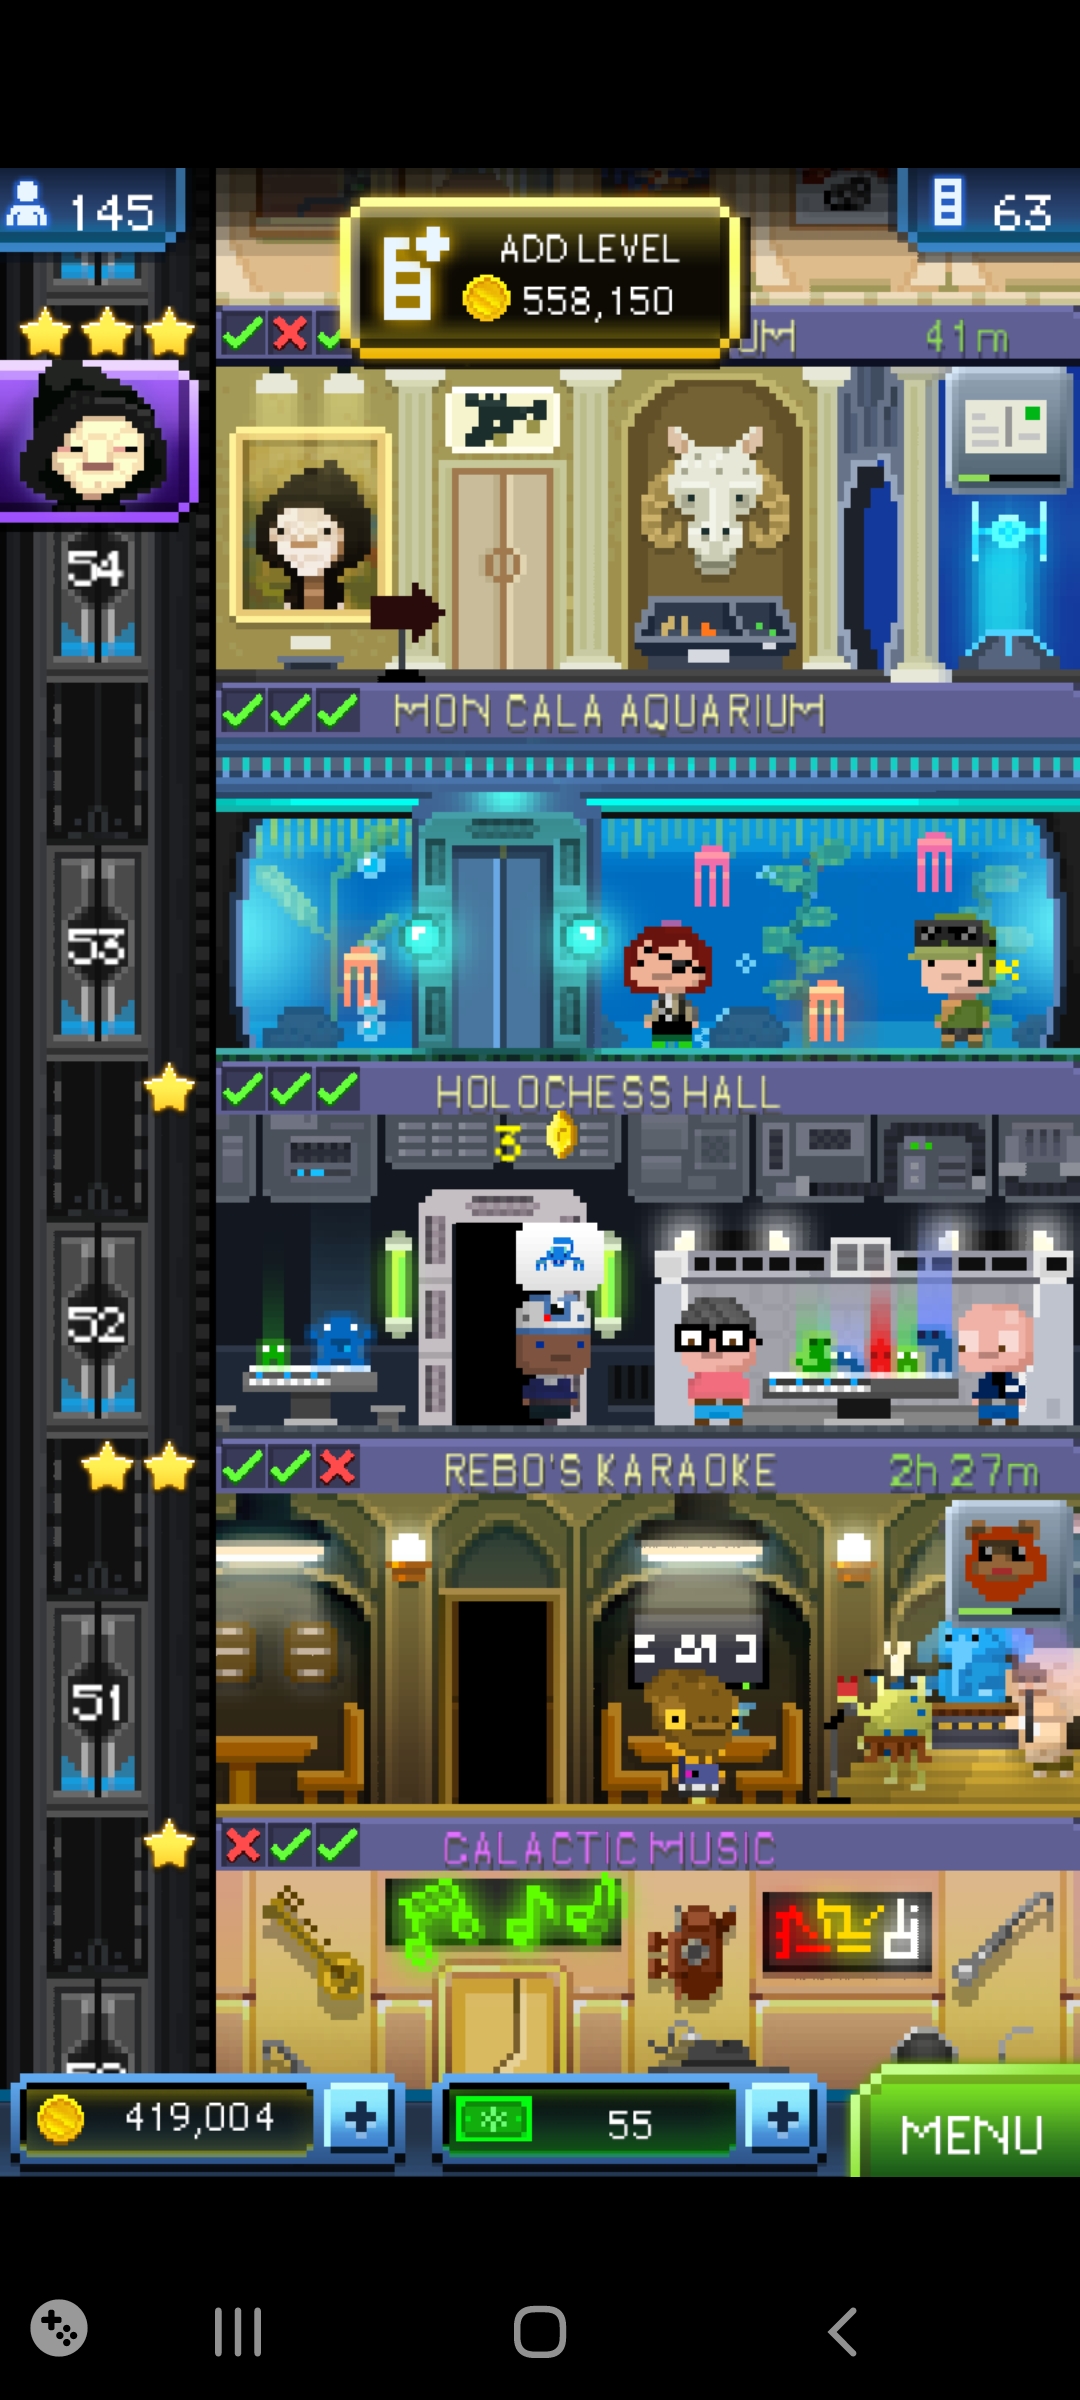 145
ADD LEVEL
558,150
63
UM
41m
54
MON CALA AQUARIUM
53
HOLOCHESS HALL
3
52
REBO'S KARAOKE
2h 27m
51
GALACTIC MUSIC
419,004
55
MENU